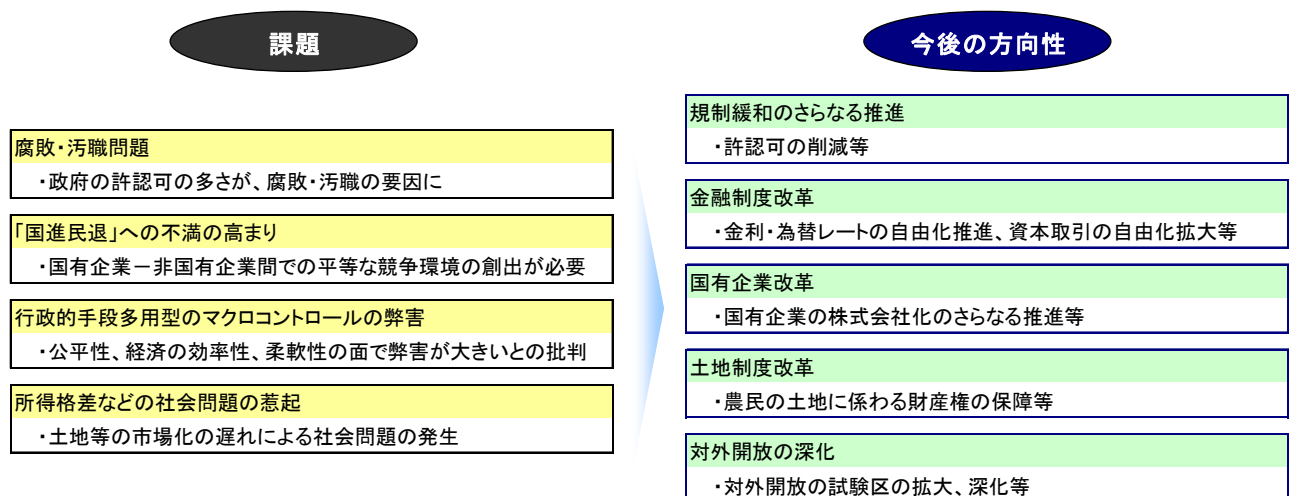 課題
腐敗・汚職問題
・政府の許認可の多さが、腐敗・汚職の要因に
「国進民退」への不満の高まり
・国有企業－非国有企業間での平等な競争環境の創出が必要
行政的手段多用型のマクロコントロールの弊害
・公平性、経済の効率性、柔軟性の面で弊害が大きいとの批判
所得格差などの社会問題の惹起
・土地等の市場化の遅れによる社会問題の発生
今後の方向性
規制緩和のさらなる推進
・許認可の削減等
金融制度改革
・金利・為替レートの自由化推進、資本取引の自由化拡大等
国有企業改革
・国有企業の株式会社化のさらなる推進等
土地制度改革
・農民の土地に係わる財産権の保障等
対外開放の深化
・対外開放の試験区の拡大、深化等